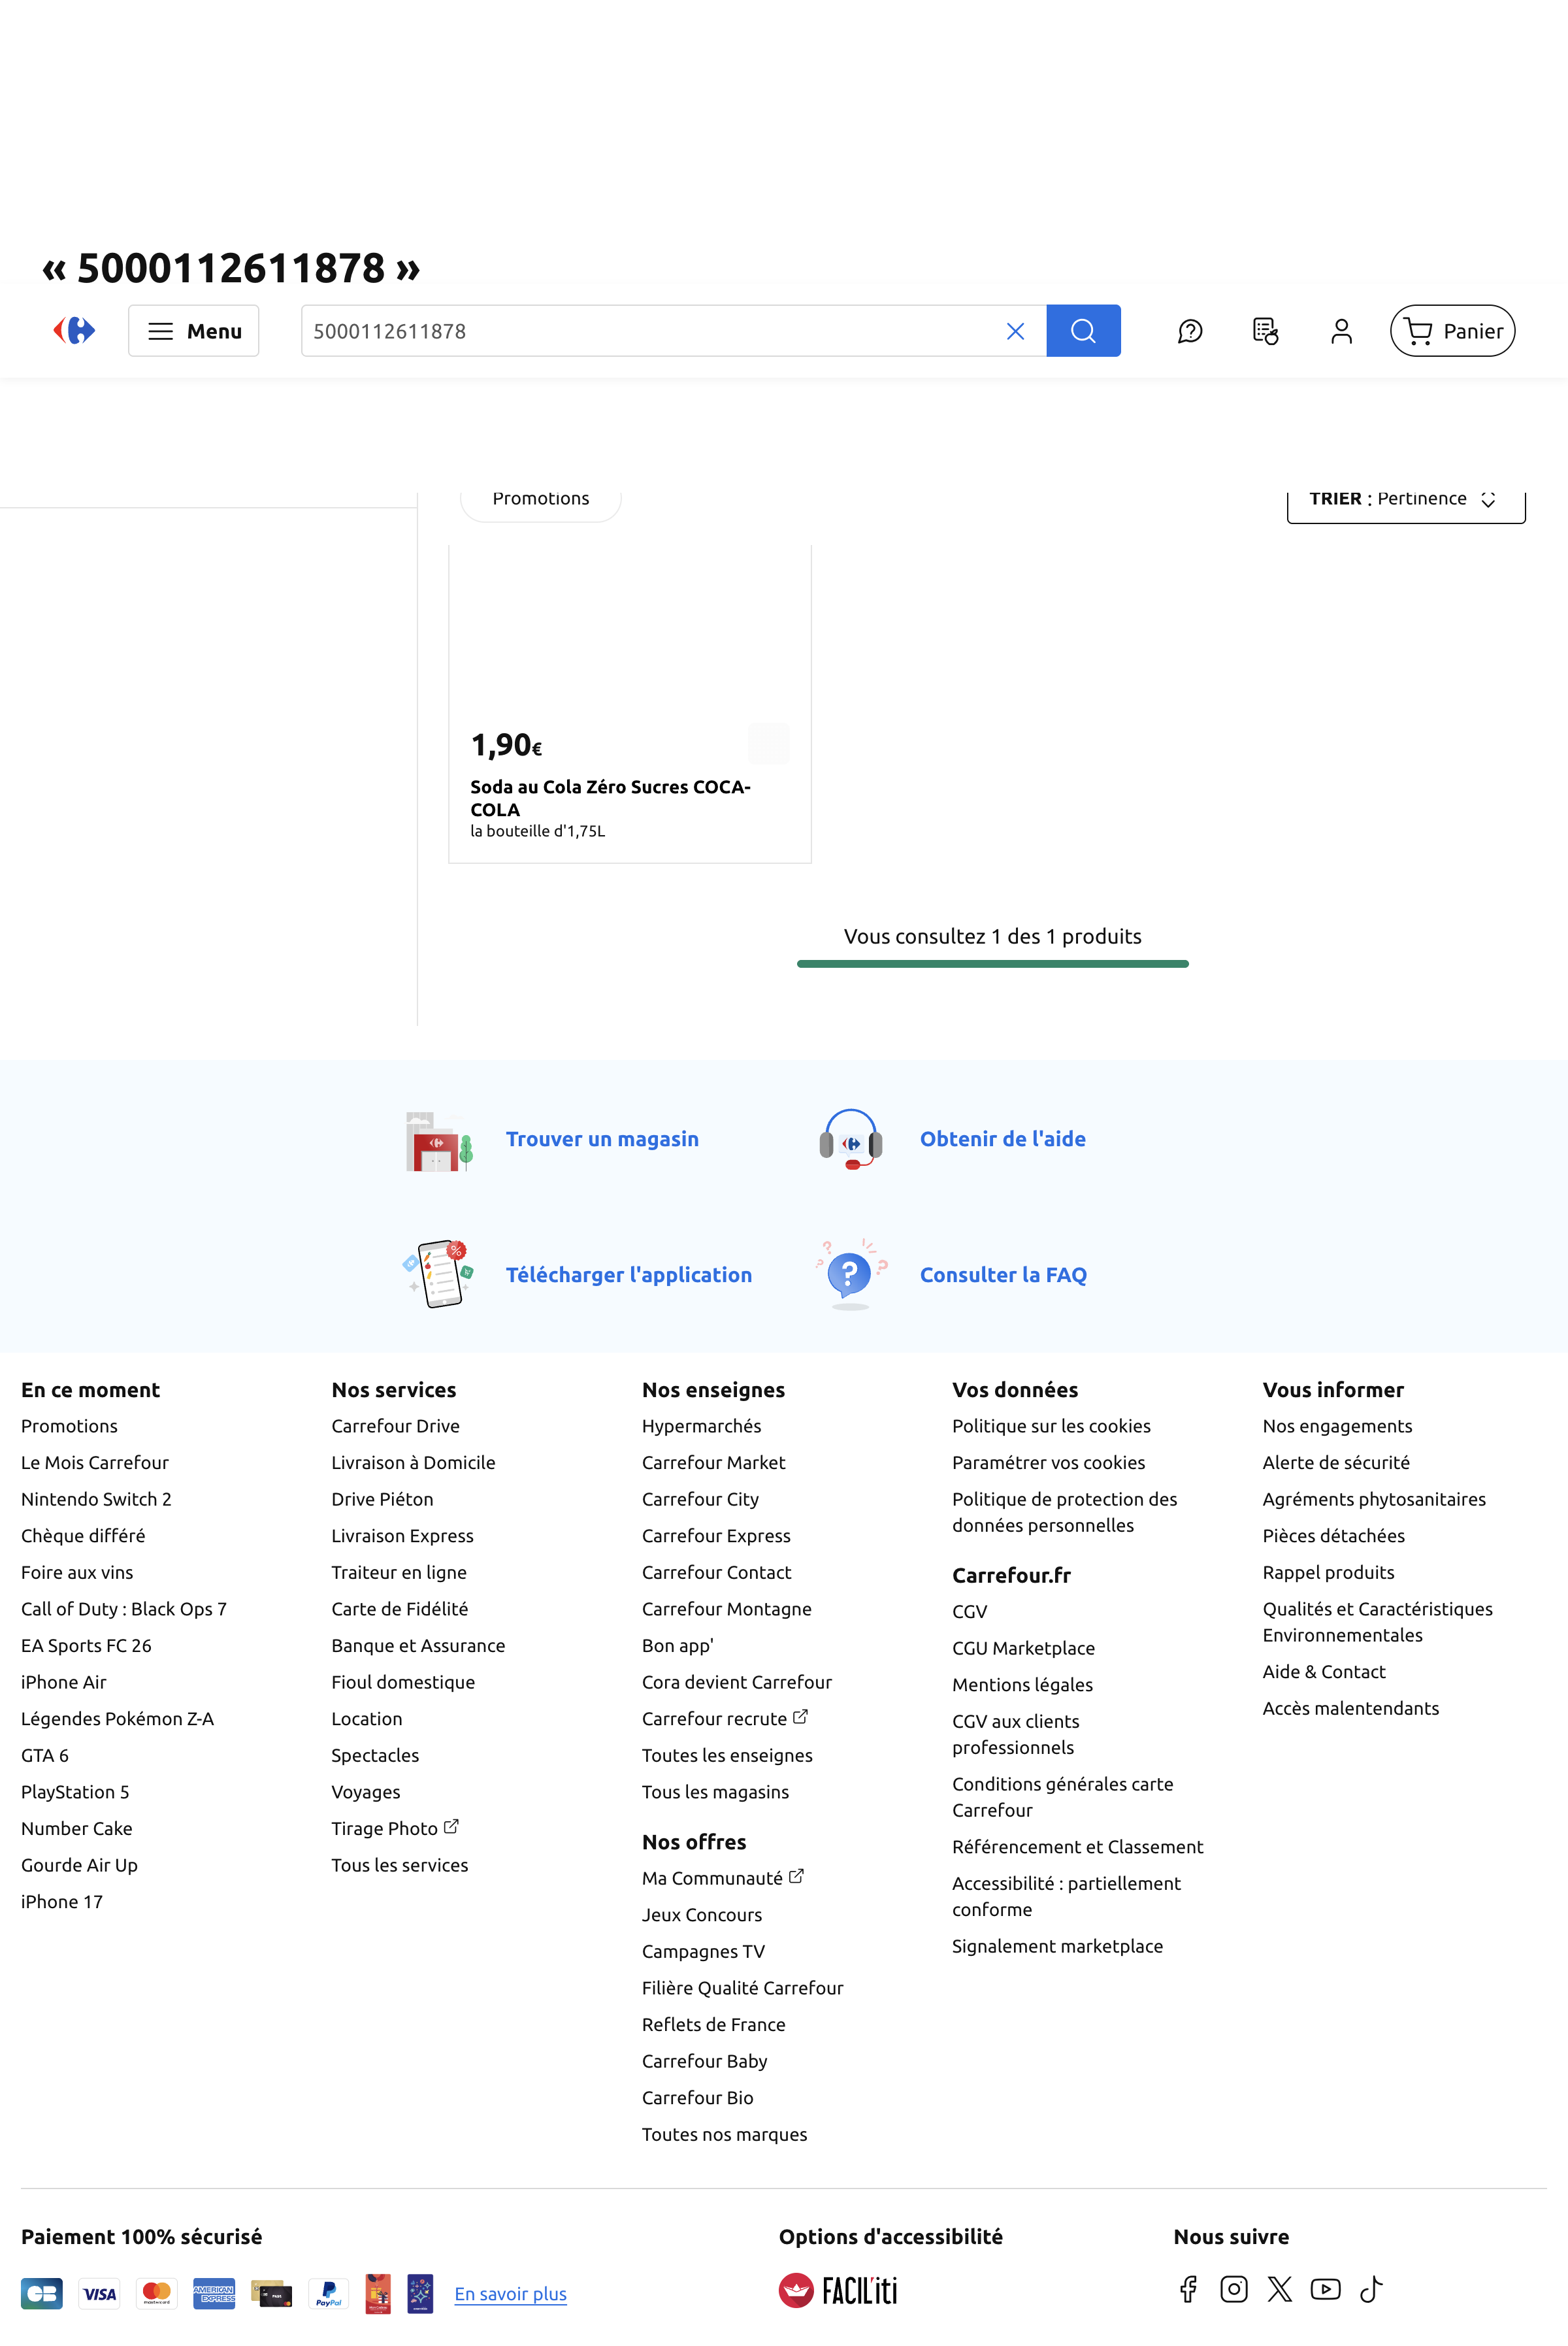 « 5000112611878 »
Menu
5000112611878
Panier
Promotions
TRIER : Pertinence
1,90€
Soda au Cola Zéro Sucres COCA-
COLA
la bouteille d'1,75L
Vous consultez 1 des 1 produits
Trouver un magasin
Obtenir de l'aide
Télécharger l'application
Consulter la FAQ
En ce moment
Promotions
Le Mois Carrefour
Nintendo Switch 2
Chèque différé
Foire aux vins
Call of Duty : Black Ops 7
EA Sports FC 26
iPhone Air
Légendes Pokémon Z-A
GTA 6
PlayStation 5
Number Cake
Gourde Air Up
iPhone 17
Nos services
Carrefour Drive
Livraison à Domicile
Drive Piéton
Livraison Express
Traiteur en ligne
Carte de Fidélité
Banque et Assurance
Fioul domestique
Location
Spectacles
Voyages
Tirage Photo
Tous les services
Nos enseignes
Hypermarchés
Carrefour Market
Carrefour City
Carrefour Express
Carrefour Contact
Carrefour Montagne
Bon app'
Cora devient Carrefour
Carrefour recrute
Toutes les enseignes
Tous les magasins
Nos offres
Ma Communauté
Jeux Concours
Campagnes TV
Filière Qualité Carrefour
Reflets de France
Carrefour Baby
Carrefour Bio
Toutes nos marques
Vos données
Politique sur les cookies
Paramétrer vos cookies
Politique de protection des
données personnelles
Carrefour.fr
CGV
CGU Marketplace
Mentions légales
CGV aux clients
professionnels
Conditions générales carte
Carrefour
Référencement et Classement
Accessibilité : partiellement
conforme
Signalement marketplace
Vous informer
Nos engagements
Alerte de sécurité
Agréments phytosanitaires
Pièces détachées
Rappel produits
Qualités et Caractéristiques
Environnementales
Aide & Contact
Accès malentendants
Paiement 100% sécurisé
CB
VISA
mastercard
AMERICAN
EXPRESS
PASS
PayPal
En savoir plus
Options d'accessibilité
FACIL'iti
Nous suivre